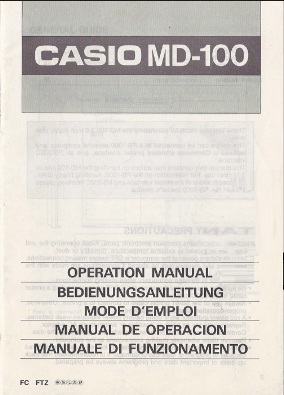 CASIO MD-100
OPERATION MANUAL
BEDIENUNGSANLEITUNG
MODE D'EMPLOI
MANUAL DE OPERACION
MANUALE DI FUNZIONAMENTO
FC FTZ